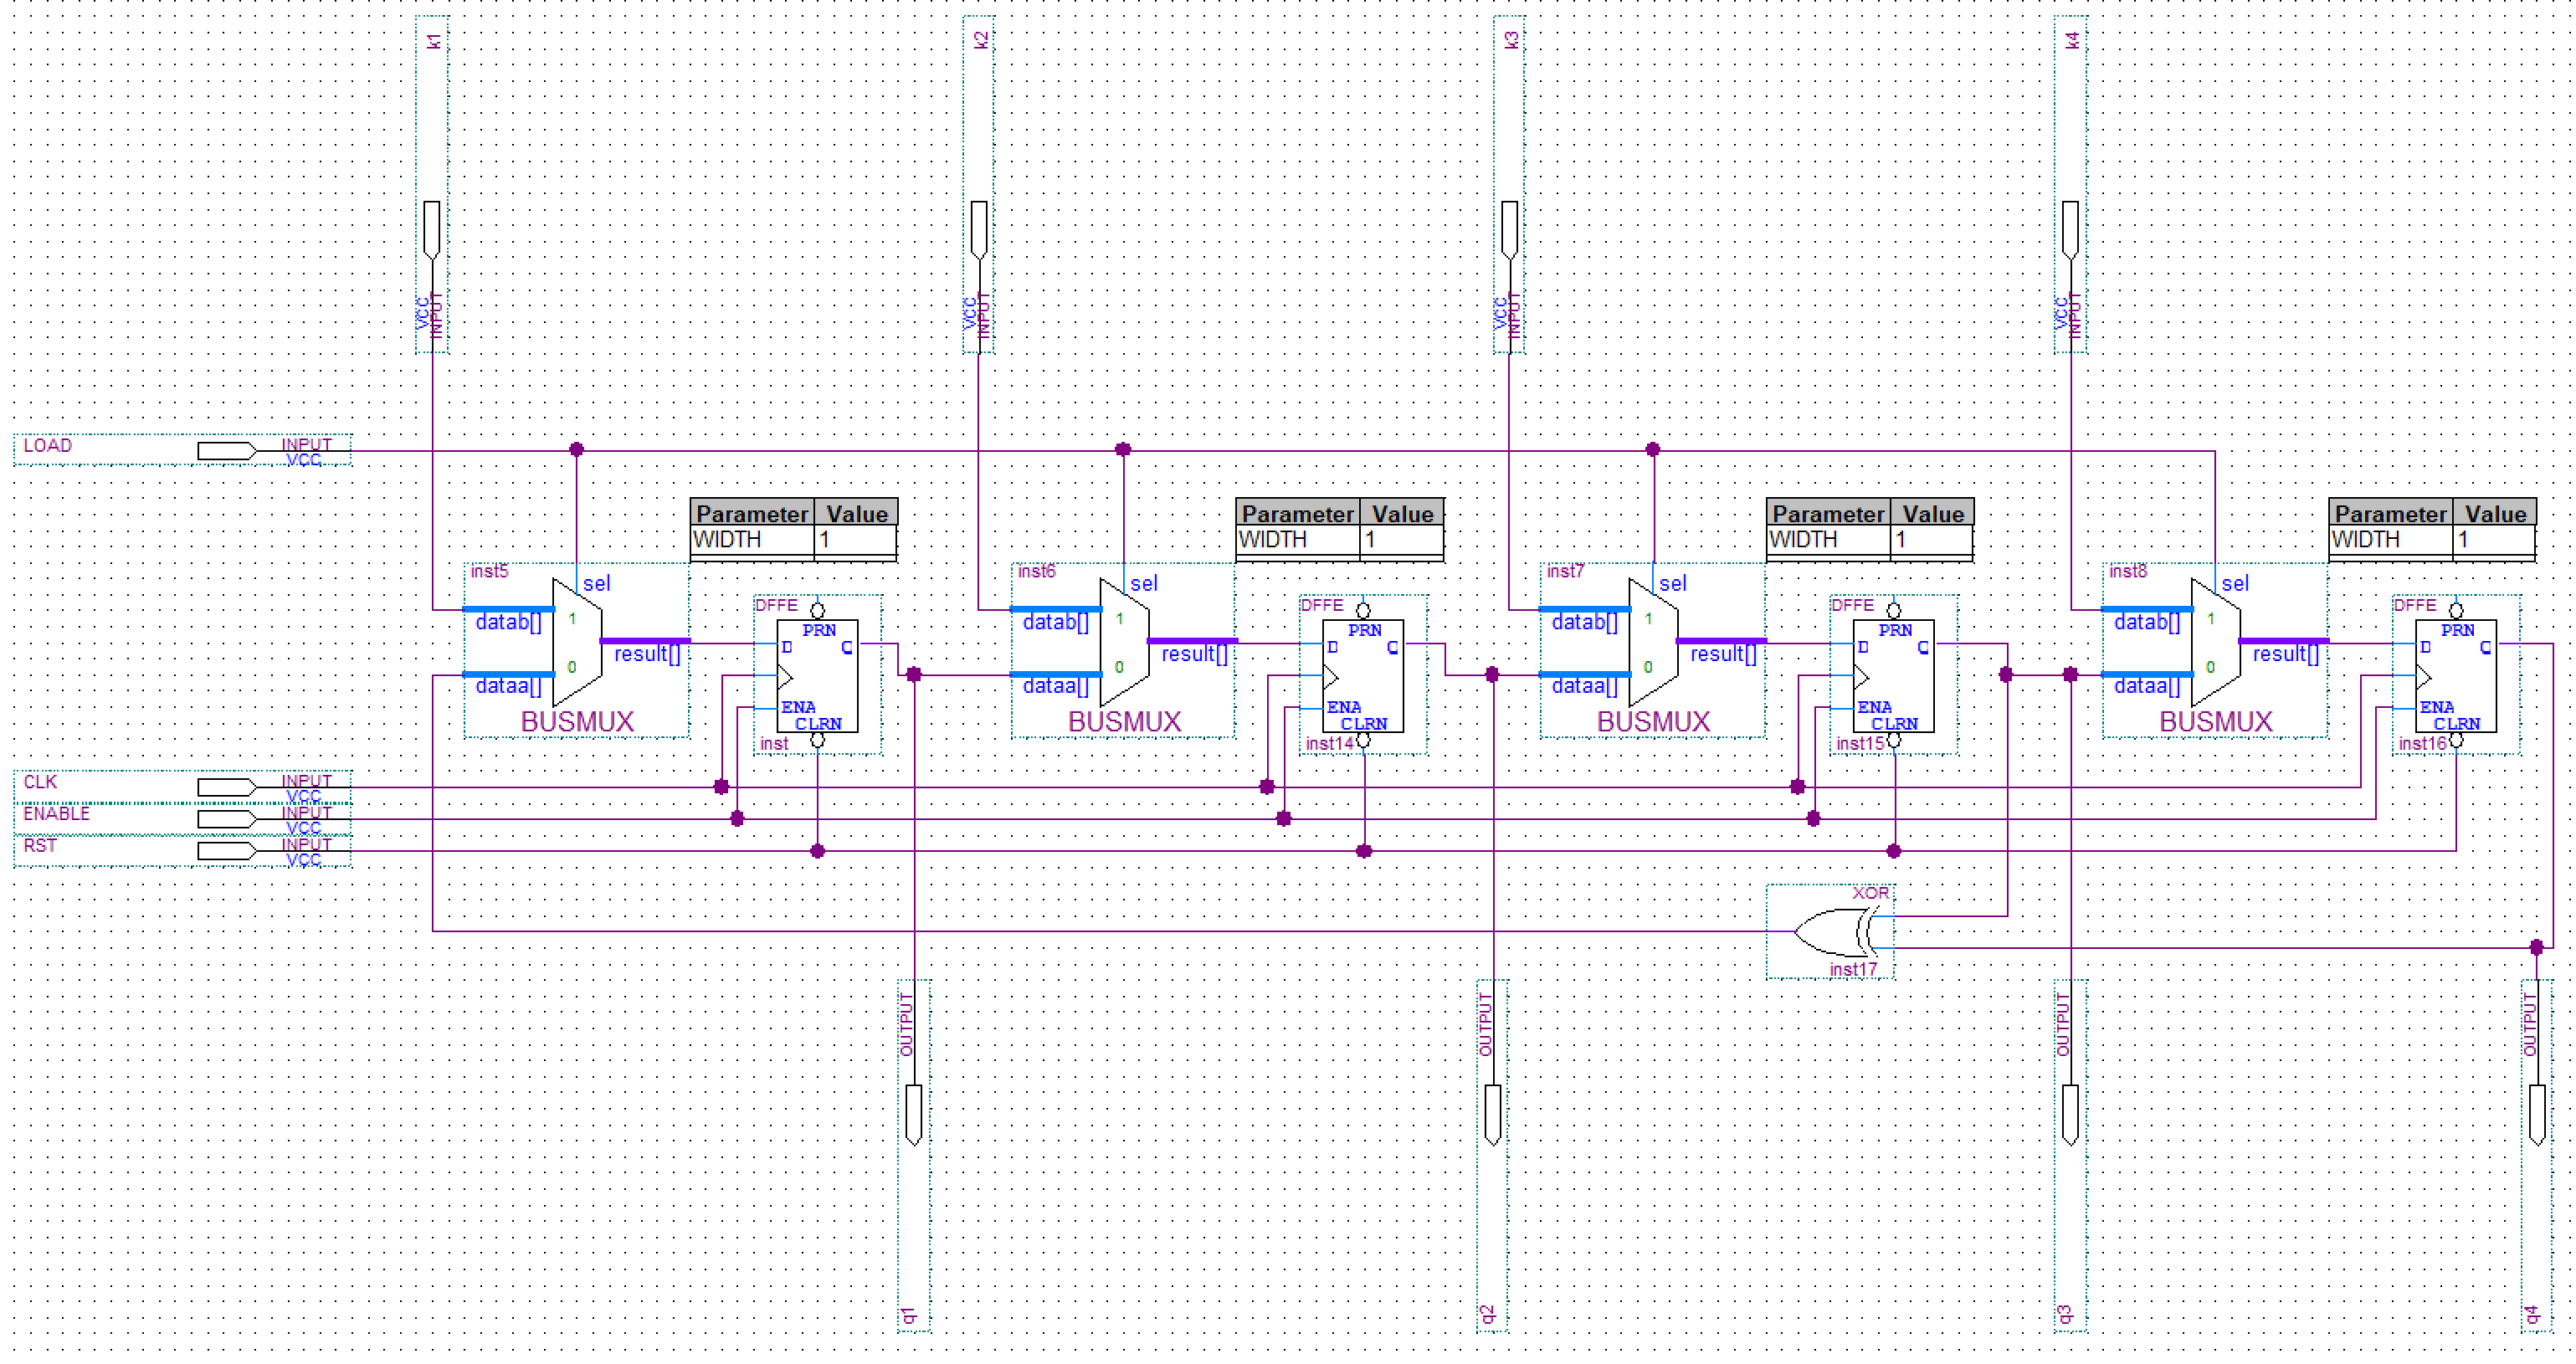 k1
k2
k3
k4
VCC
INPUT
VCC
INPUT
VCC
INPUT
VCC
INPUT
LOAD
INPUT
VCC
Parameter Value
WIDTH 1
Parameter Value
WIDTH 1
Parameter Value
WIDTH 1
Parameter Value
WIDTH 1
inst5
sel
datab[]
1
result[]
0
dataa[]
BUSMUX
DFFE
PRN
D Q
ENA
CLRN
inst
inst6
sel
datab[]
1
result[]
0
dataa[]
BUSMUX
DFFE
PRN
D Q
ENA
CLRN
inst14
inst7
sel
datab[]
1
result[]
0
dataa[]
BUSMUX
DFFE
PRN
D Q
ENA
CLRN
inst15
inst8
sel
datab[]
1
result[]
0
dataa[]
BUSMUX
DFFE
PRN
D Q
ENA
CLRN
inst16
CLK
INPUT
VCC
ENABLE
INPUT
VCC
RST
INPUT
VCC
XOR
inst17
OUTPUT
OUTPUT
OUTPUT
OUTPUT
q1
q2
q3
q4